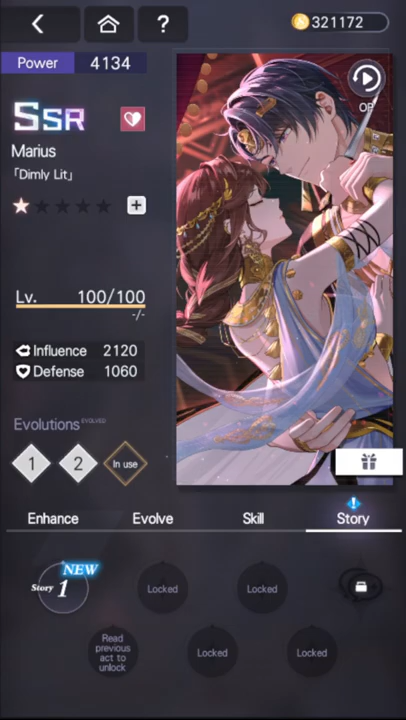 ?
321172
Power 4134
OP
SSR
Marius
「Dimly Lit」
Lv. 100/100
-/-
Influence 2120
Defense 1060
Evolutions EVOLVED
1 2 In use
Enhance Evolve Skill Story
NEW
Story 1
Locked
Locked
Read previous act to unlock
Locked
Locked